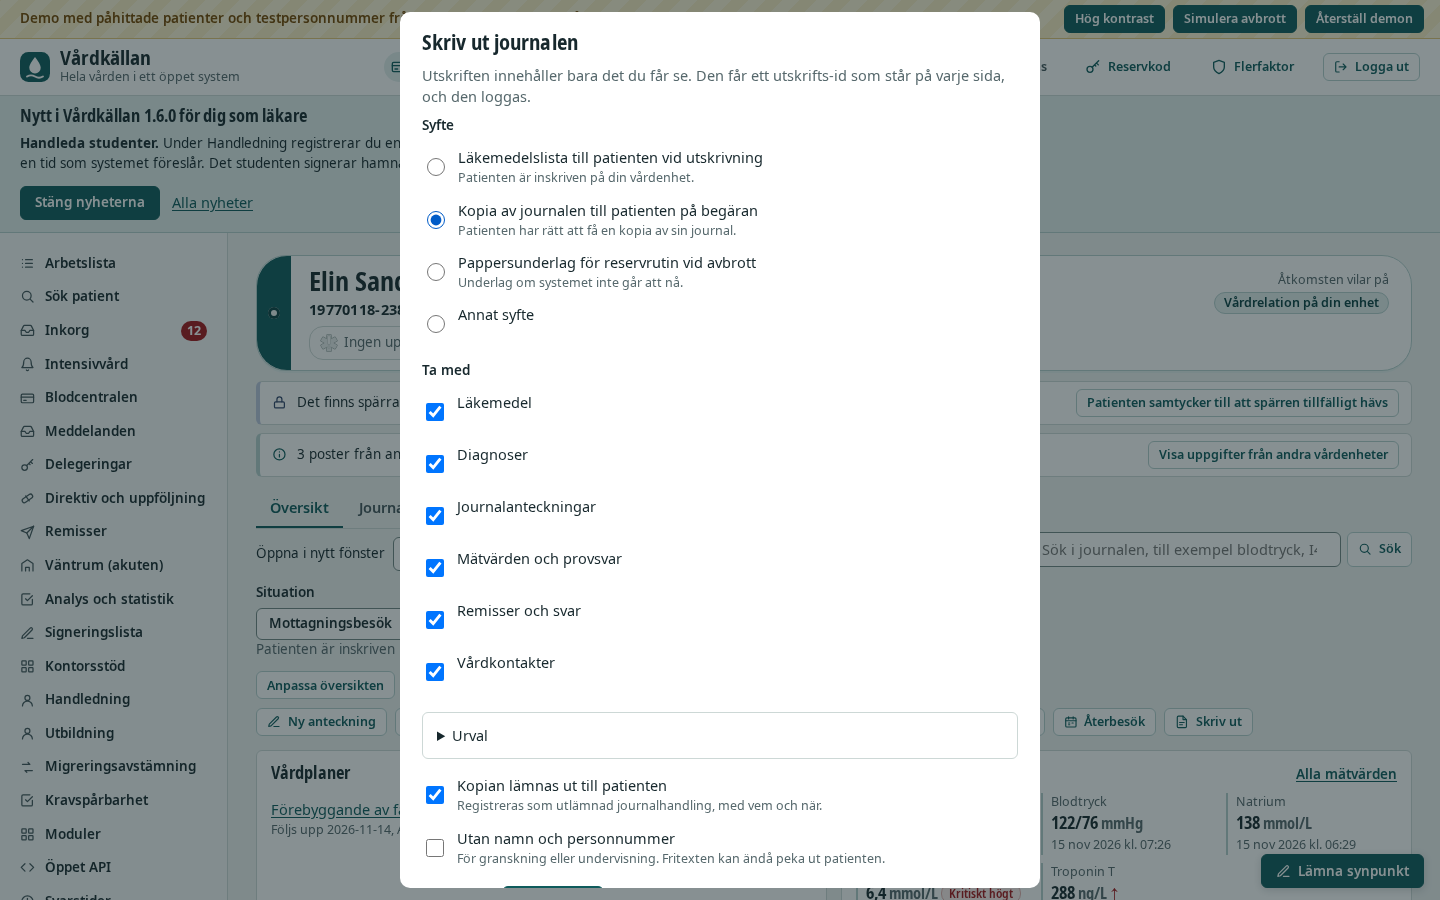 Demo med påhittade patienter och testpersonnummer
Hög kontrast
Simulera avbrott
Återställ demon
Vårdkällan
Hela vården i ett öppet system
Reservkod
Flerfaktor
Logga ut
Nytt i Vårdkällan 1.6.0 för dig som läkare
Handleda studenter. Under Handledning registrerar du
en tid som systemet föreslår. Det studenten signerar
Stäng nyheterna
Alla nyheter
Arbetslista
Sök patient
Inkorg
12
Intensivvård
Blodcentralen
Meddelanden
Delegeringar
Direktiv och uppföljning
Remisser
Väntrum (akuten)
Analys och statistik
Signeringslista
Kontorsstöd
Handledning
Utbildning
Migreringsavstämning
Kravspårbarhet
Moduler
Öppet API
Elin
19770118-238
Ingen
Åtkomsten vilar på
Vårdrelation på din enhet
Det finns
Patienten samtycker till att spärren tillfälligt hävs
3 poster från
Visa uppgifter från andra vårdenheter
Översikt
Öppna i nytt fönster
Sök i journalen, till exempel blodtryck,
Sök
Situation
Mottagningsbesök
Patienten är inskriven
Anpassa översikten
Ny anteckning
Återbesök
Skriv ut
Vårdplaner
Förebyggande av
Följs upp 2026-11-14,
Alla mätvärden
Blodtryck
122/76 mmHg
15 nov 2026 kl. 07:26
Natrium
138 mmol/L
15 nov 2026 kl. 06:29
6,4 mmol/L Kritiskt högt
Troponin T
288 ng/L ↑
Lämna synpunkt
Skriv ut journalen
Utskriften innehåller bara det du får se. Den får ett utskrifts-id som står på varje sida,
och den loggas.
Syfte
Läkemedelslista till patienten vid utskrivning
Patienten är inskriven på din vårdenhet.
Kopia av journalen till patienten på begäran
Patienten har rätt att få en kopia av sin journal.
Pappersunderlag för reservrutin vid avbrott
Underlag om systemet inte går att nå.
Annat syfte
Ta med
Läkemedel
Diagnoser
Journalanteckningar
Mätvärden och provsvar
Remisser och svar
Vårdkontakter
Urval
Kopian lämnas ut till patienten
Registreras som utlämnad journalhandling, med vem och när.
Utan namn och personnummer
För granskning eller undervisning. Fritexten kan ändå peka ut patienten.